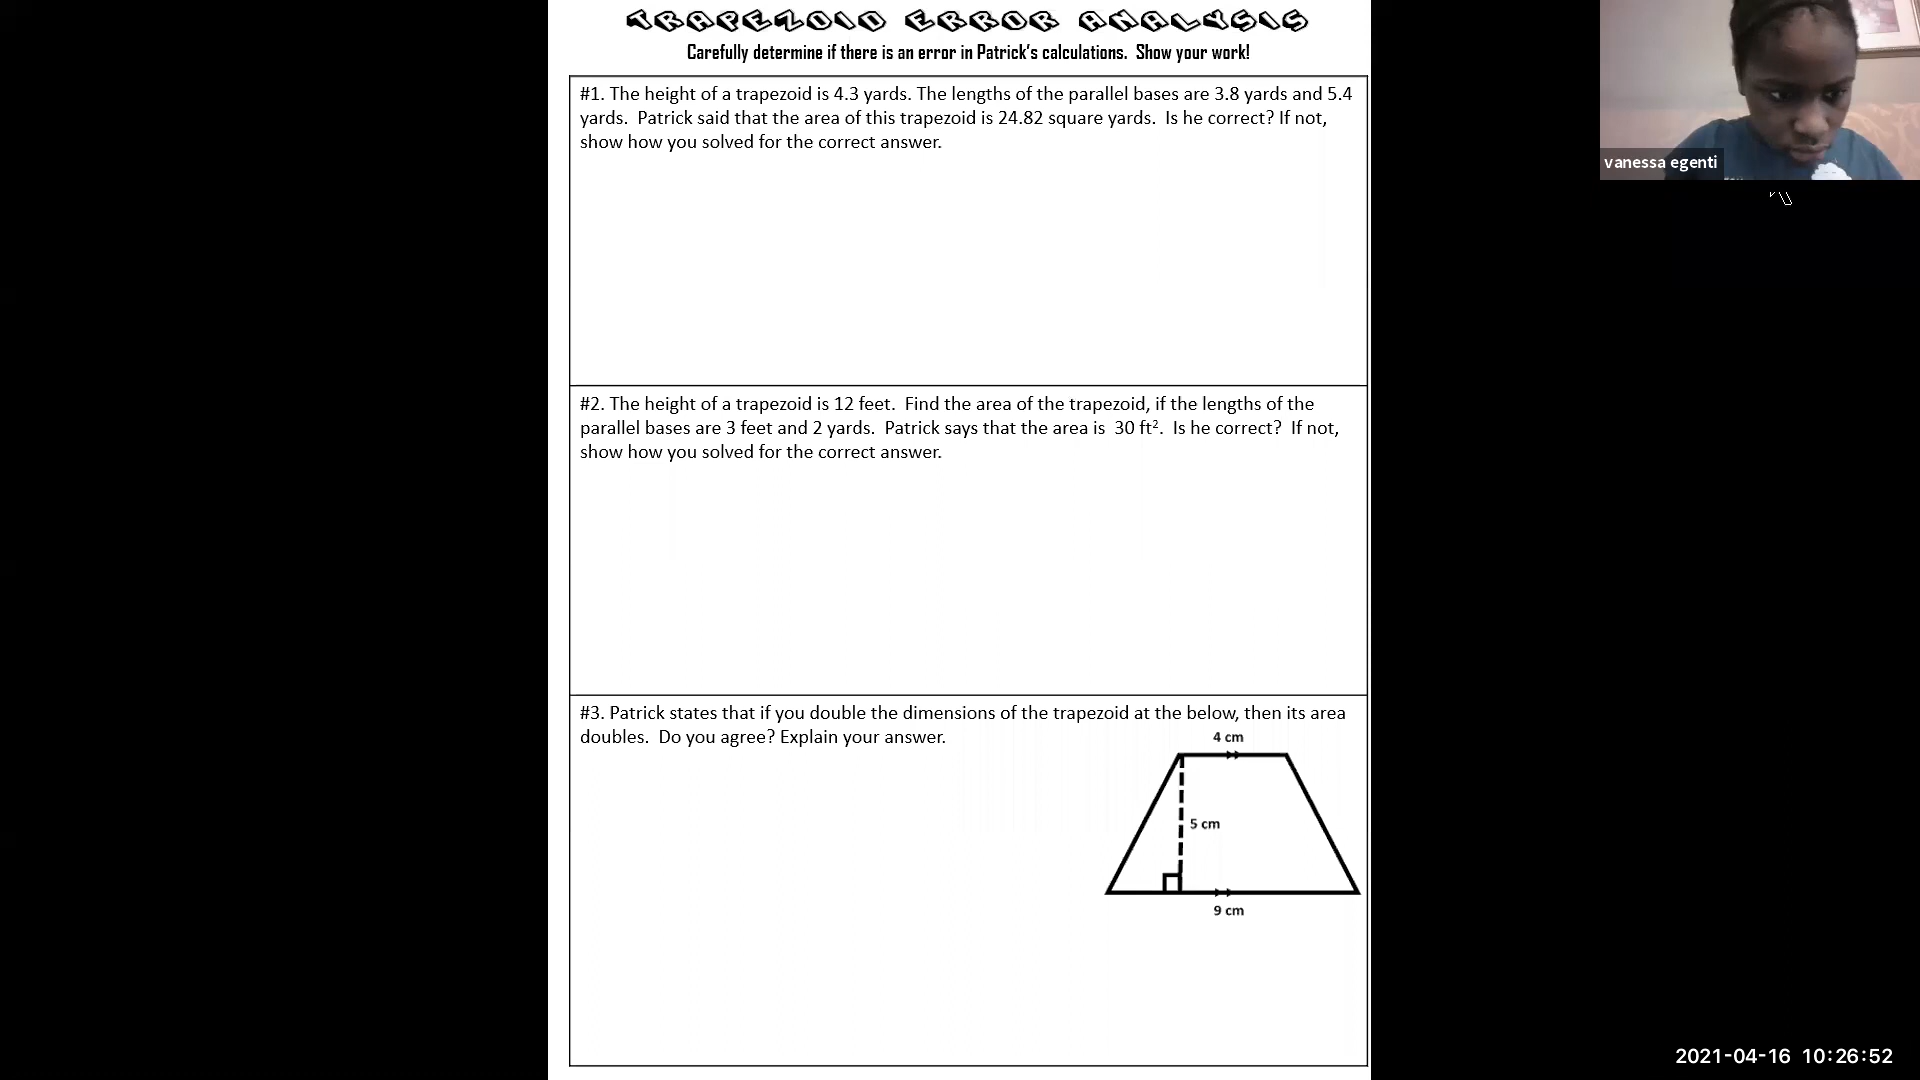 TRAPEZOID ERROR ANALYSIS
Carefully determine if there is an error in Patrick's calculations.  Show your work!
#1. The height of a trapezoid is 4.3 yards. The lengths of the parallel bases are 3.8 yards and 5.4
yards.  Patrick said that the area of this trapezoid is 24.82 square yards.  Is he correct? If not,
show how you solved for the correct answer.
#2. The height of a trapezoid is 12 feet.  Find the area of the trapezoid, if the lengths of the
parallel bases are 3 feet and 2 yards.  Patrick says that the area is  30 ft².  Is he correct?  If not,
show how you solved for the correct answer.
#3. Patrick states that if you double the dimensions of the trapezoid at the below, then its area
doubles.  Do you agree? Explain your answer.
4 cm
5 cm
9 cm
vanessa egenti
2021-04-16 10:26:52